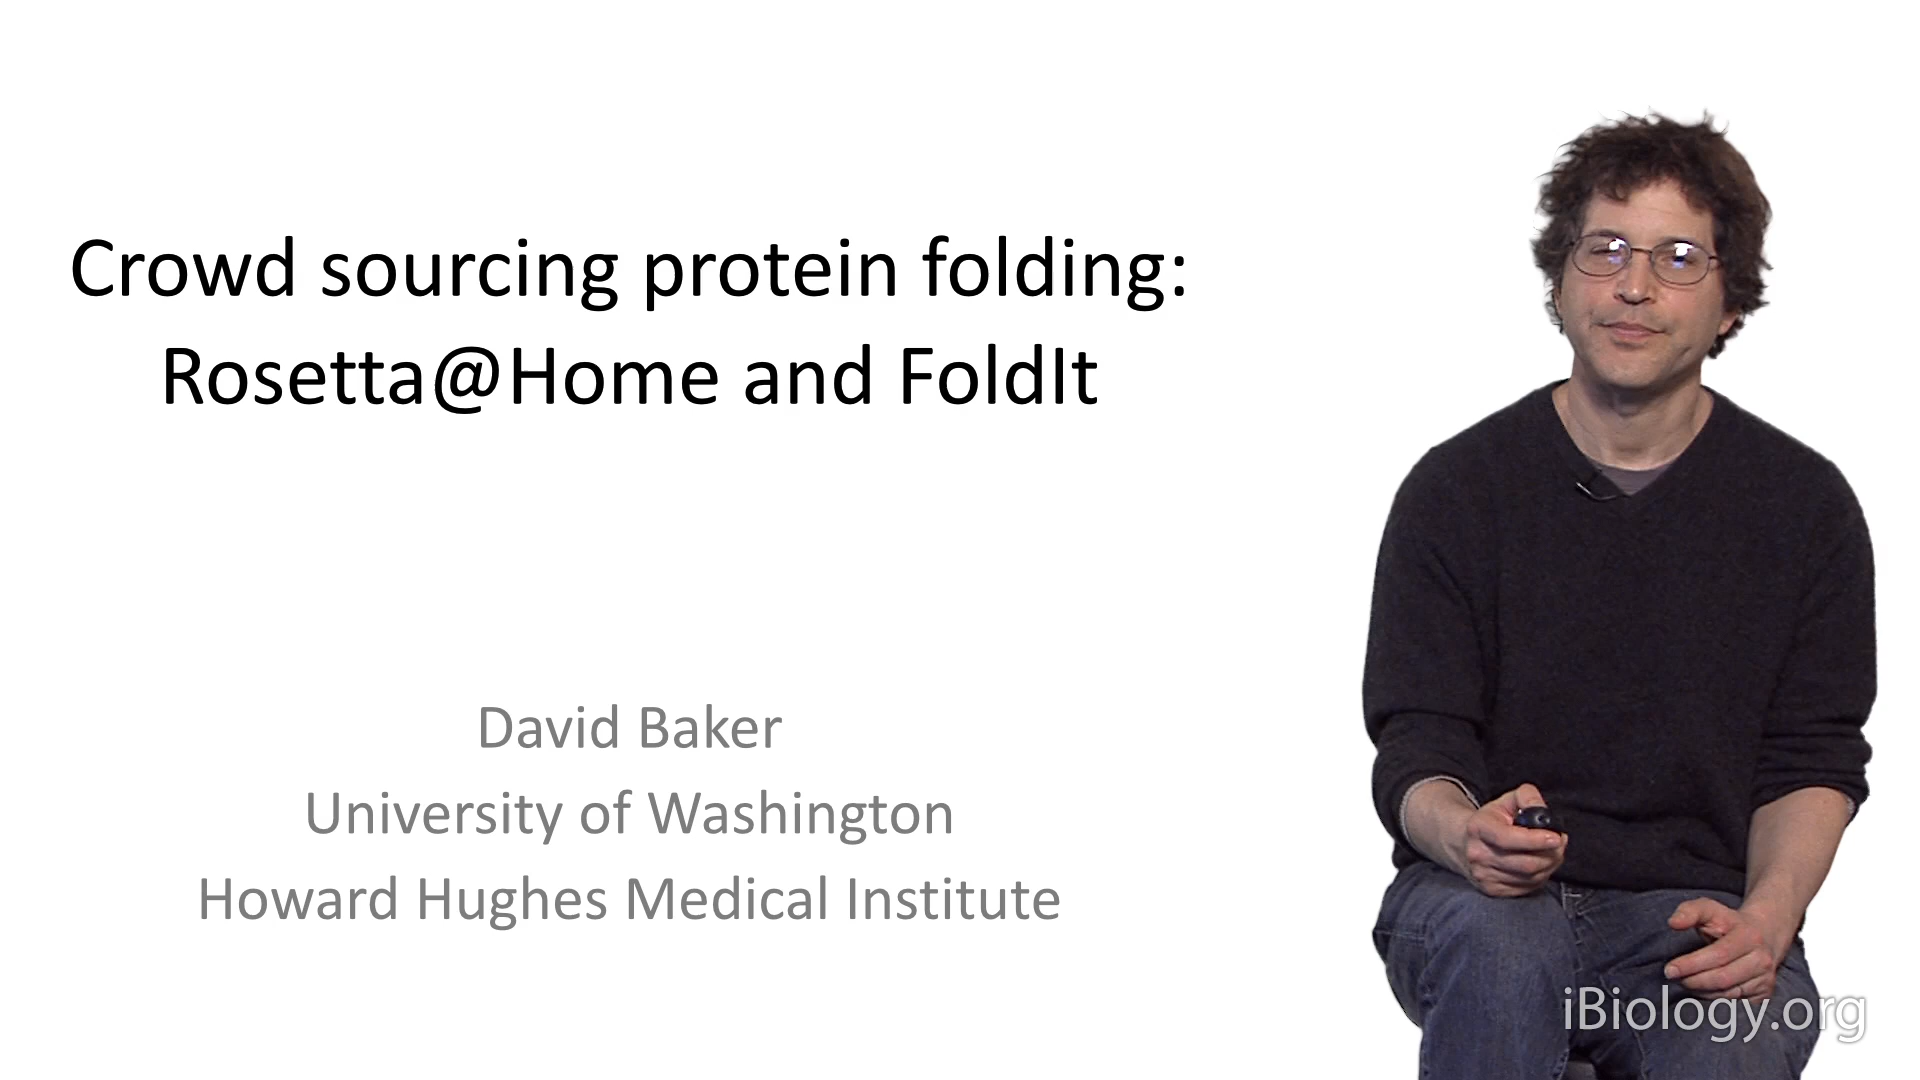 Crowd sourcing protein folding:
Rosetta@Home and FoldIt
David Baker
University of Washington
Howard Hughes Medical Institute
iBiology.org